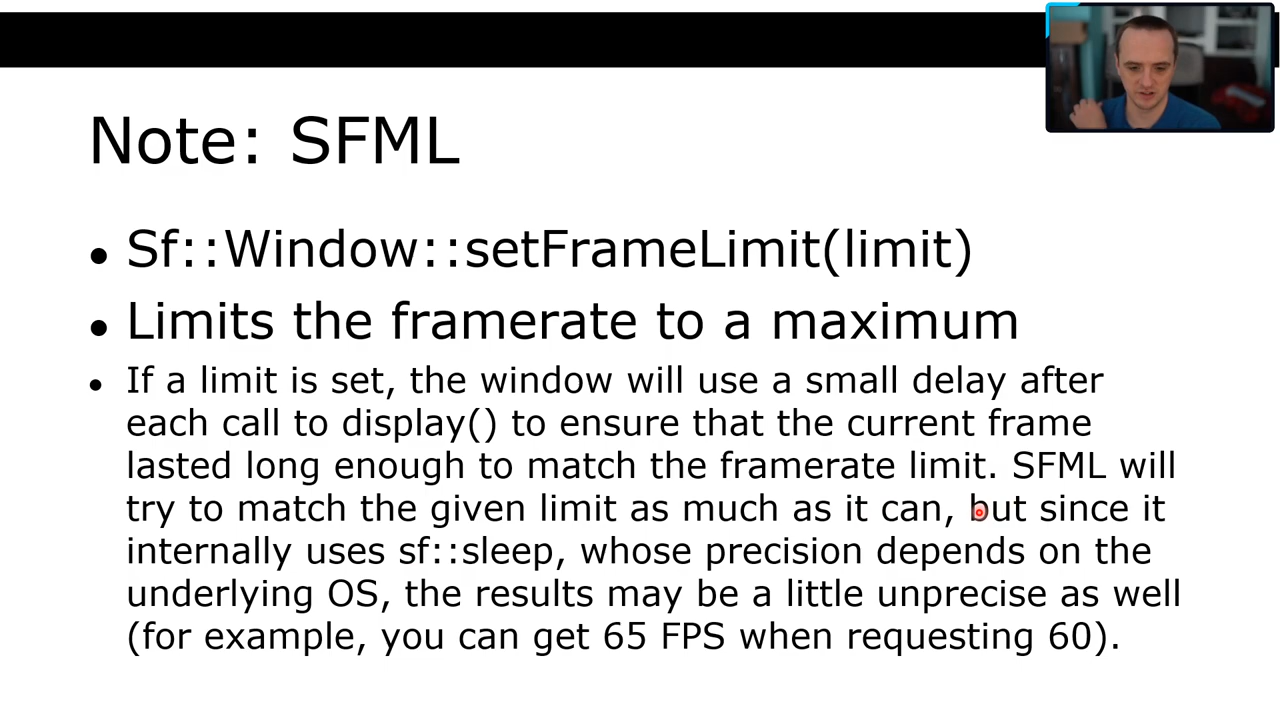 Note: SFML
• Sf::Window::setFrameLimit(limit)
• Limits the framerate to a maximum
• If a limit is set, the window will use a small delay after
each call to display() to ensure that the current frame
lasted long enough to match the framerate limit. SFML will
try to match the given limit as much as it can, but since it
internally uses sf::sleep, whose precision depends on the
underlying OS, the results may be a little unprecise as well
(for example, you can get 65 FPS when requesting 60).